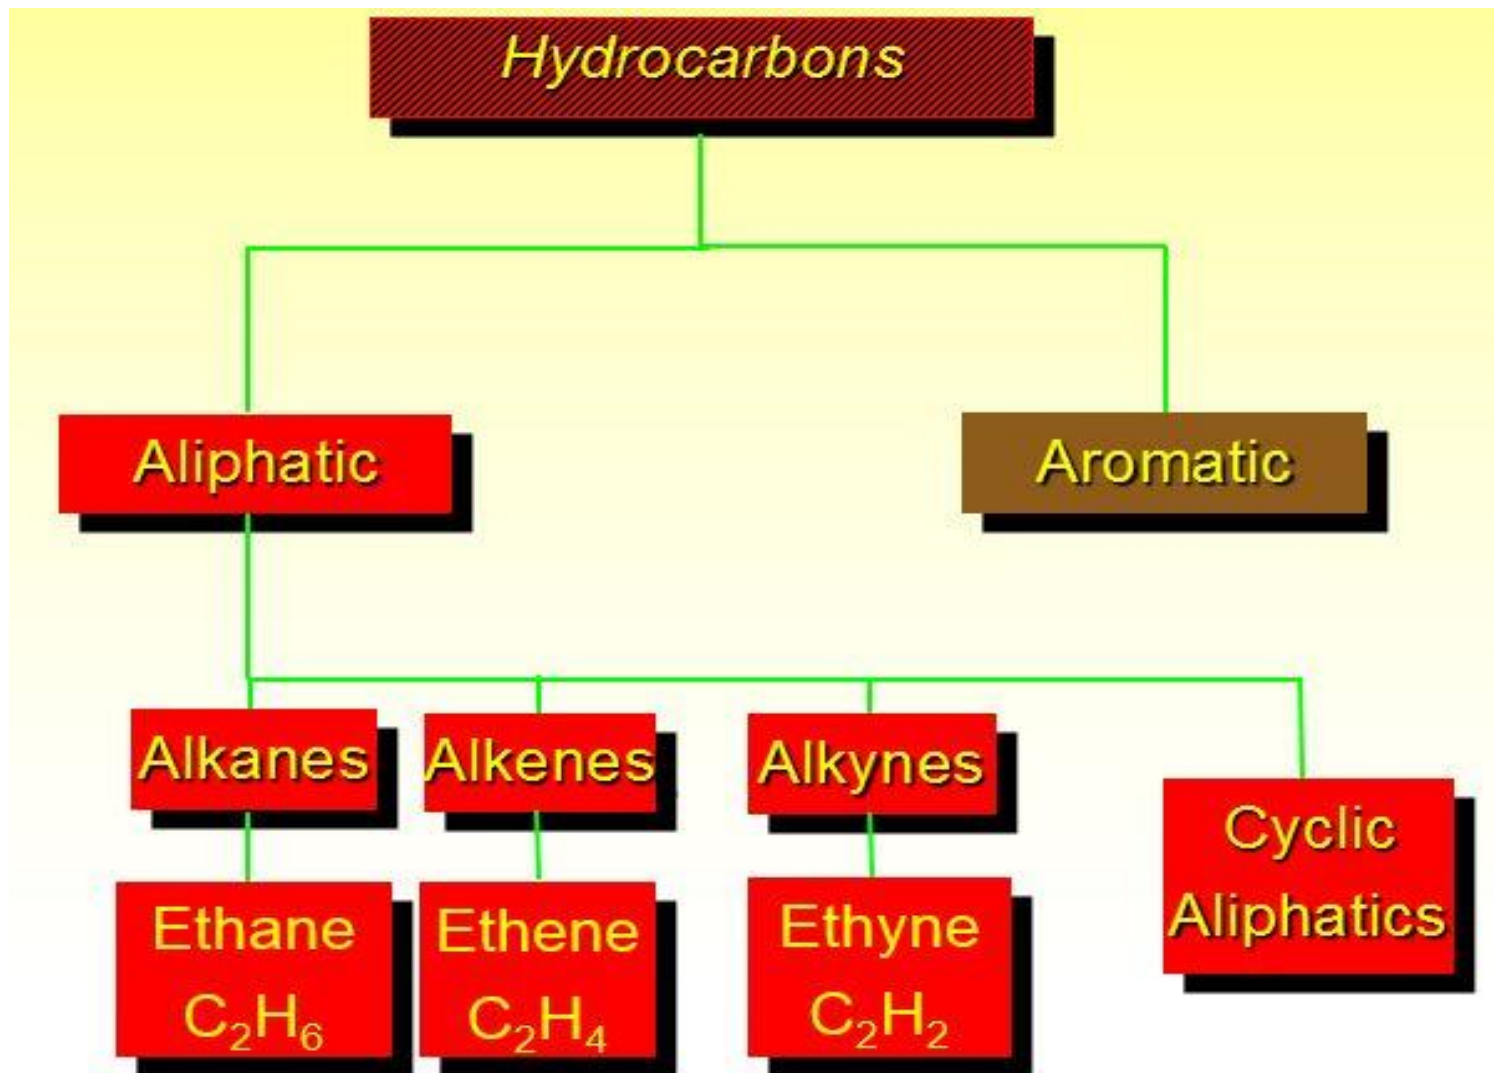 Hydrocarbons
Aliphatic
Aromatic
Alkanes
Alkenes
Alkynes
Cyclic
Aliphatics
Ethane
C₂H₆
Ethene
C₂H₄
Ethyne
C₂H₂